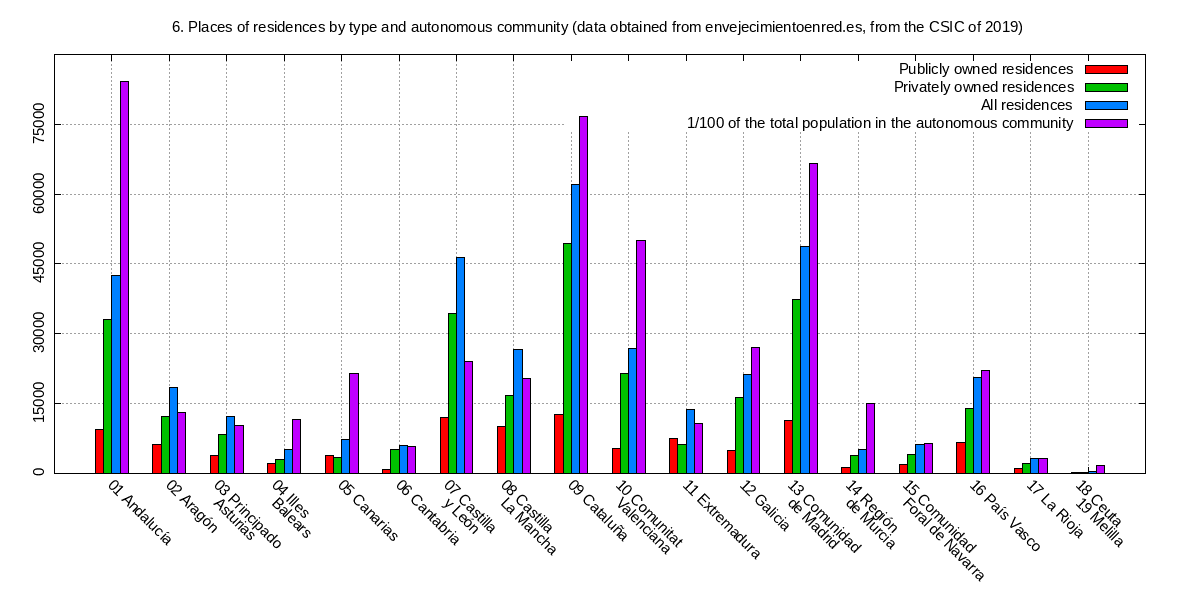 6. Places of residences by type and autonomous community (data obtained from envejecimientoenred.es, from the CSIC of 2019)
Publicly owned residences
Privately owned residences
All residences
1/100 of the total population in the autonomous community
75000
60000
45000
30000
15000
0
01 Andalucía
02 Aragón
03 Principado
Asturias
04 Illes
Balears
05 Canarias
06 Cantabria
07 Castilla
y León
08 Castilla
La Mancha
09 Cataluña
10 Comunitat
Valenciana
11 Extremadura
12 Galicia
13 Comunidad
de Madrid
14 Región
de Murcia
15 Comunidad
Foral de Navarra
16 País Vasco
17 La Rioja
18 Ceuta
19 Melilla